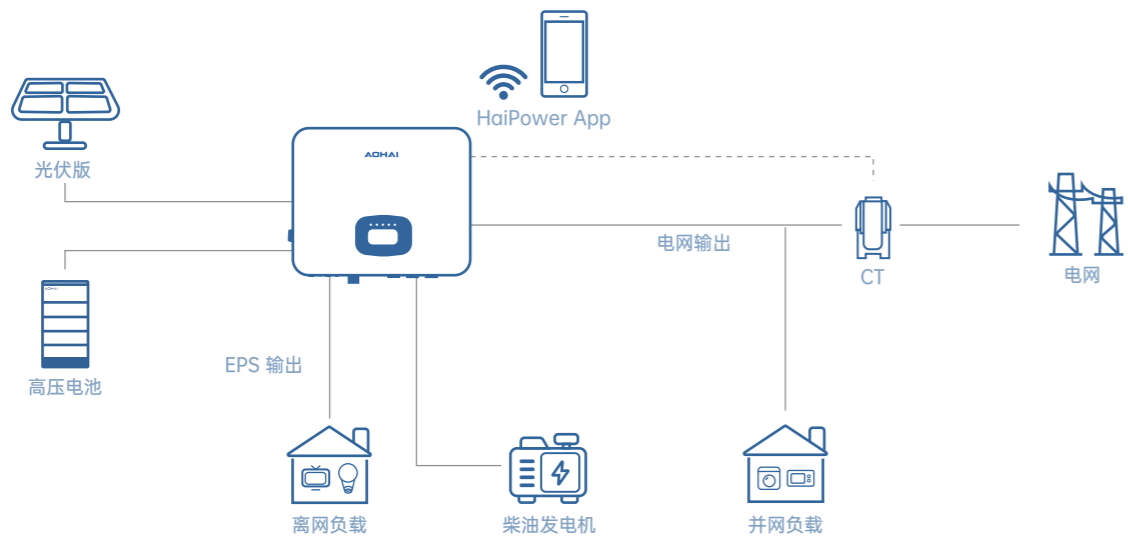 HaiPower App
AOHAI
光伏版
电网输出
CT
电网
AOHAI
EPS 输出
高压电池
离网负载
柴油发电机
并网负载